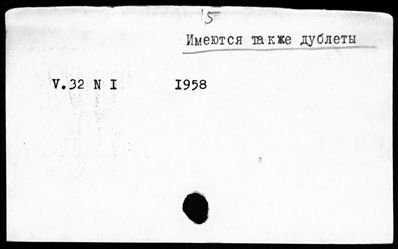 15
Имеются также дублеты
V.32 N I 1958